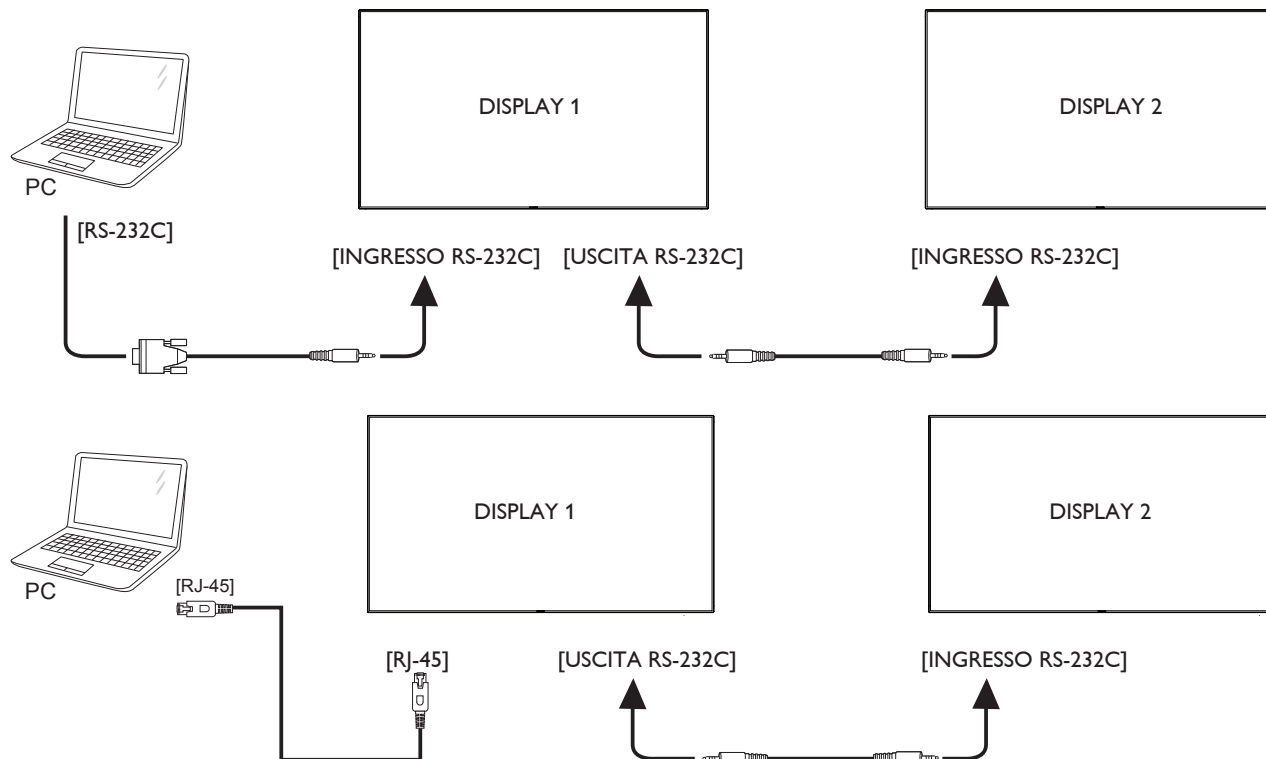 DISPLAY 1
DISPLAY 2
PC
[RS-232C]
[INGRESSO RS-232C]
[USCITA RS-232C]
[INGRESSO RS-232C]
DISPLAY 1
DISPLAY 2
PC
[RJ-45]
[RJ-45]
[USCITA RS-232C]
[INGRESSO RS-232C]